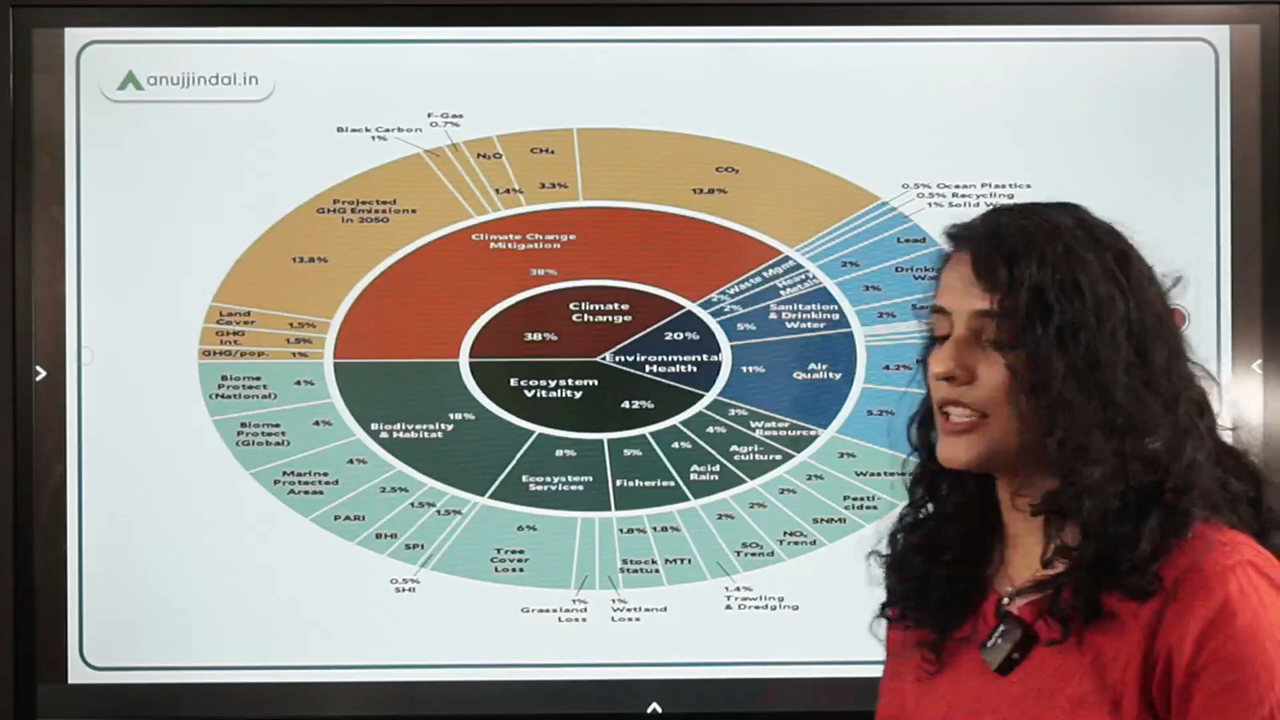 anujjindal.in
F-Gas
0.7%
Black Carbon
1%
N₂O
1.4%
CH₄
3.3%
CO₂
13.8%
Projected
GHG Emissions
in 2050
13.8%
Land
Cover
1.5%
GHG
Int.
1.5%
GHG/pop.
1%
0.5% Ocean Plastics
0.5% Recycling
1% Solid
Lead
2%
3%
2%
4.2%
5.2%
Climate Change
Mitigation
38%
Waste Mgmt
2%
Heavy
Metals
2%
Sanitation
& Drinking
Water
5%
Air
Quality
11%
Climate
Change
38%
20%
Environmental
Health
Ecosystem
Vitality
42%
Biodiversity
& Habitat
18%
8%
Ecosystem
Services
5%
Fisheries
4%
Acid
Rain
4%
Agri-
culture
3%
Water
Resources
Biome
Protect
(National)
4%
Biome
Protect
(Global)
4%
Marine
Protected
Areas
4%
PARI
2.5%
BHI
1.5%
SPI
1.5%
0.5%
SHI
6%
Tree
Cover
Loss
1%
Grassland
Loss
1%
Wetland
Loss
1.8%
Stock
Status
1.8%
MTI
1.4%
Trawling
& Dredging
2%
SO₂
Trend
2%
NOₓ
Trend
2%
SNMI
2%
Pesti-
cides
3%